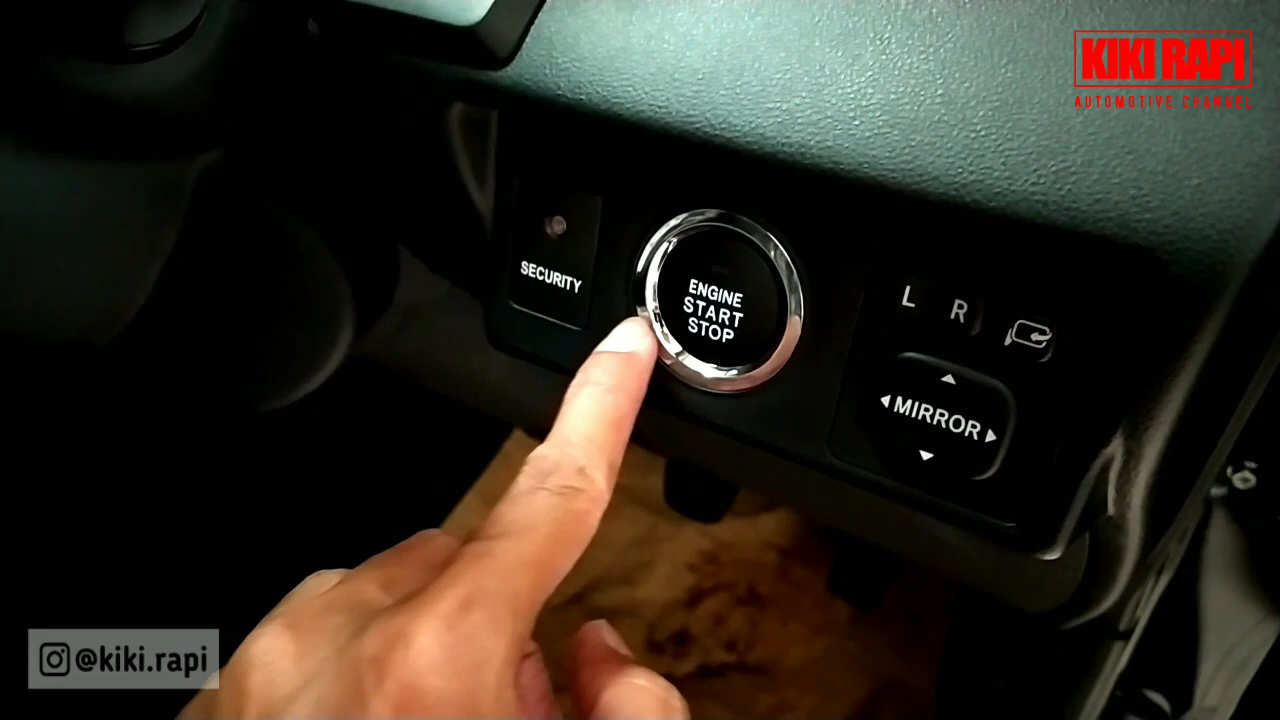 KIKI RAPI
AUTOMOTIVE CHANNEL
SECURITY
ENGINE
START
STOP
L R
MIRROR
@kiki.rapi